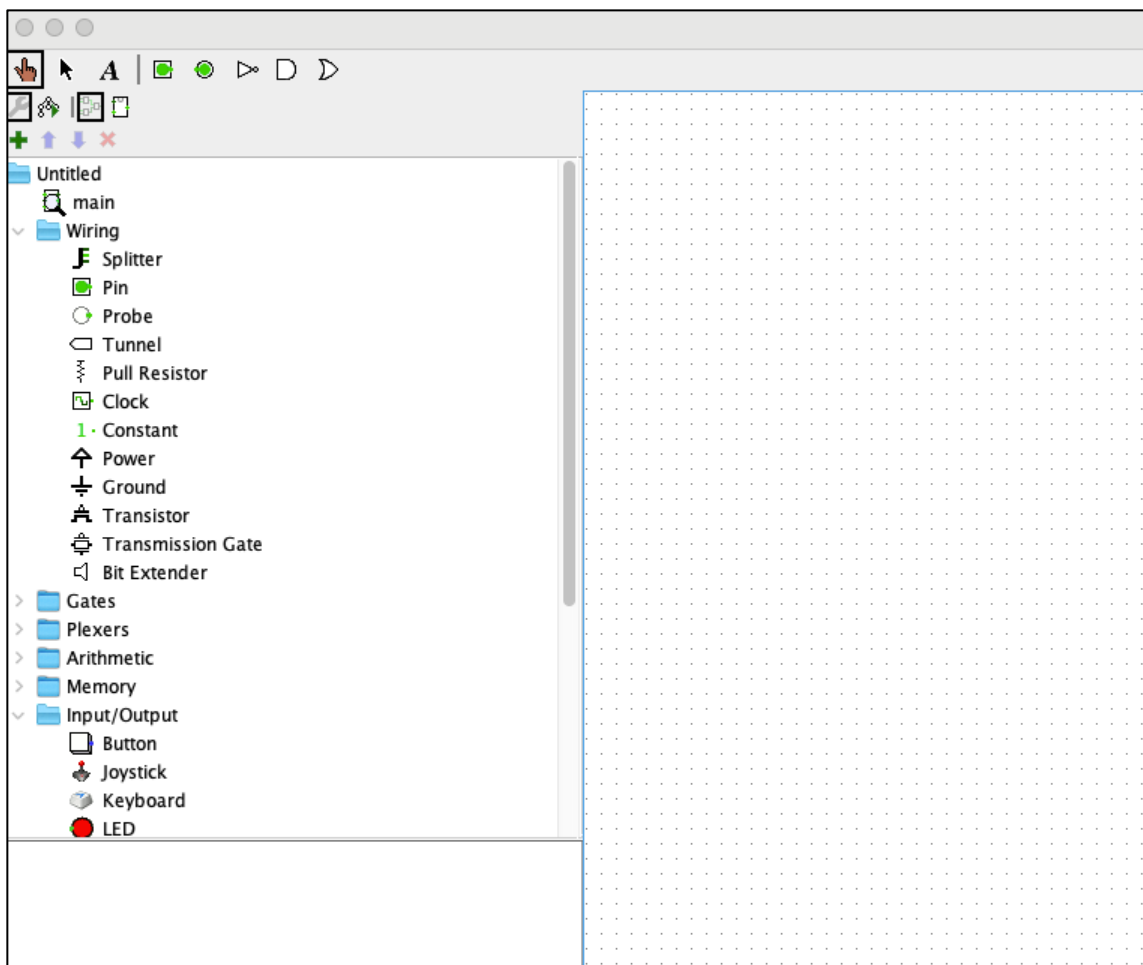 A
Untitled
main
Wiring
Splitter
Pin
Probe
Tunnel
Pull Resistor
Clock
1 Constant
Power
Ground
Transistor
Transmission Gate
Bit Extender
Gates
Plexers
Arithmetic
Memory
Input/Output
Button
Joystick
Keyboard
LED